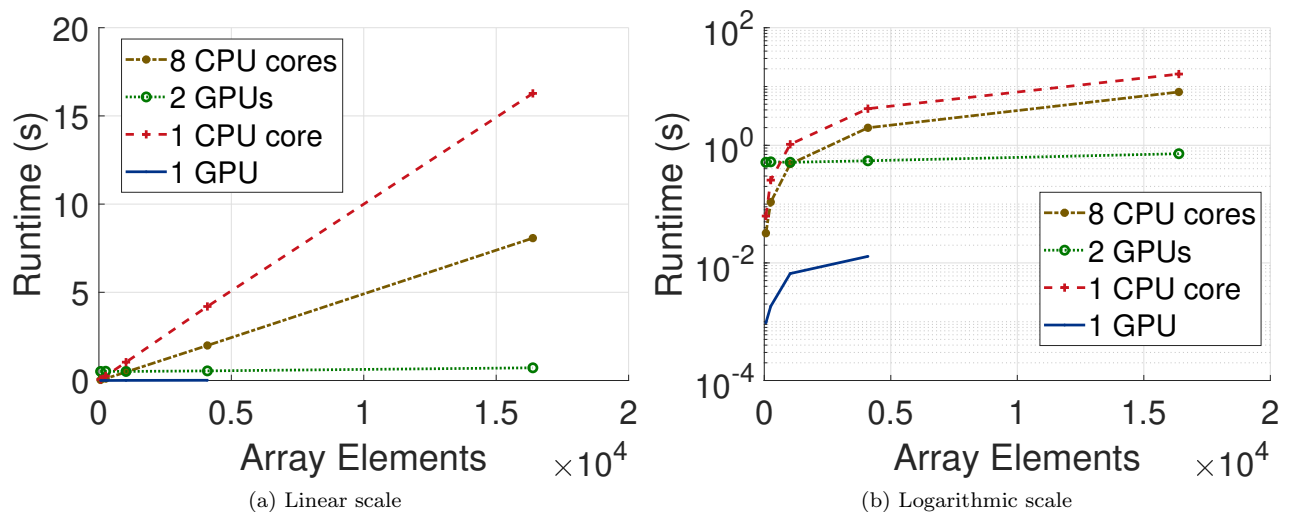 20
15
10
5
0
Runtime (s)
8 CPU cores
2 GPUs
1 CPU core
1 GPU
0 0.5 1 1.5 2
Array Elements ×10^4
(a) Linear scale
10^2
10^0
10^-2
10^-4
Runtime (s)
8 CPU cores
2 GPUs
1 CPU core
1 GPU
0 0.5 1 1.5 2
Array Elements ×10^4
(b) Logarithmic scale